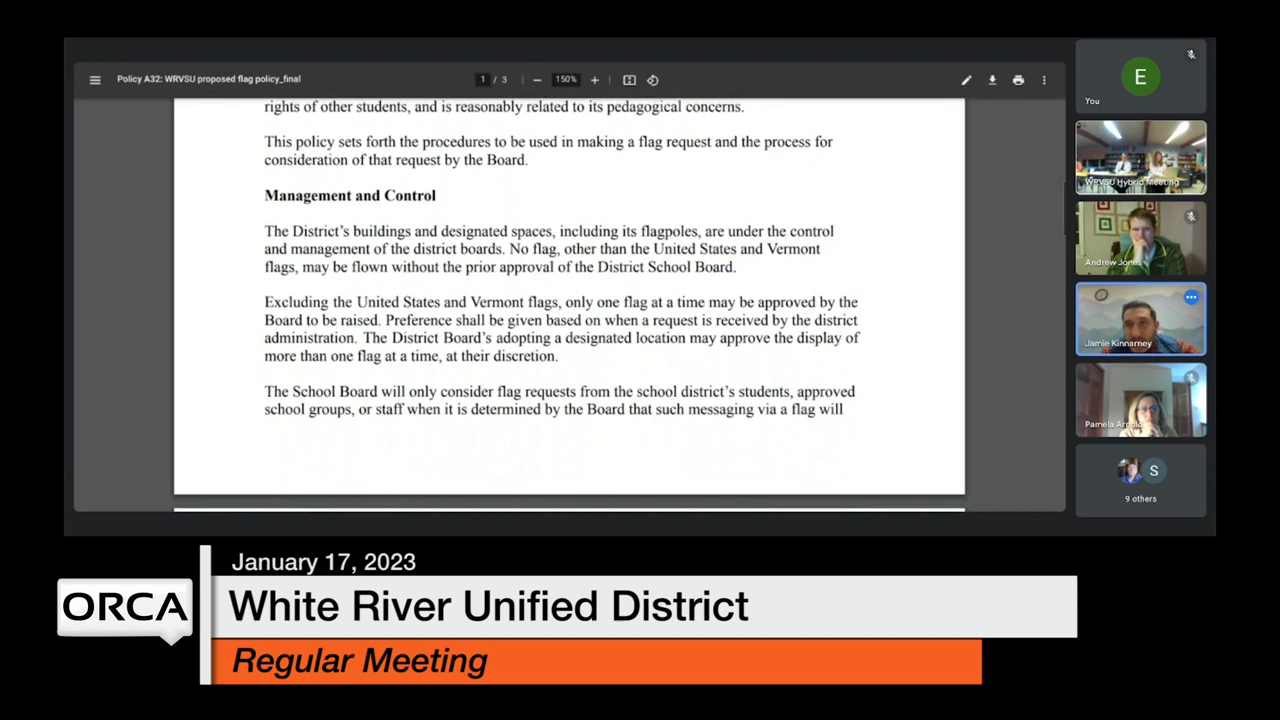 Policy A32: WRVSU proposed flag policy_final
1 / 3
150%
rights of other students, and is reasonably related to its pedagogical concerns.
This policy sets forth the procedures to be used in making a flag request and the process for
consideration of that request by the Board.
Management and Control
The District's buildings and designated spaces, including its flagpoles, are under the control
and management of the district boards. No flag, other than the United States and Vermont
flags, may be flown without the prior approval of the District School Board.
Excluding the United States and Vermont flags, only one flag at a time may be approved by the
Board to be raised. Preference shall be given based on when a request is received by the district
administration. The District Board's adopting a designated location may approve the display of
more than one flag at a time, at their discretion.
The School Board will only consider flag requests from the school district's students, approved
school groups, or staff when it is determined by the Board that such messaging via a flag will
E
You
WRVSU Hybrid Meeting
Andrew Jones
Jamie Kinnarney
Pamela Arnold
S
9 others
January 17, 2023
ORCA
White River Unified District
Regular Meeting